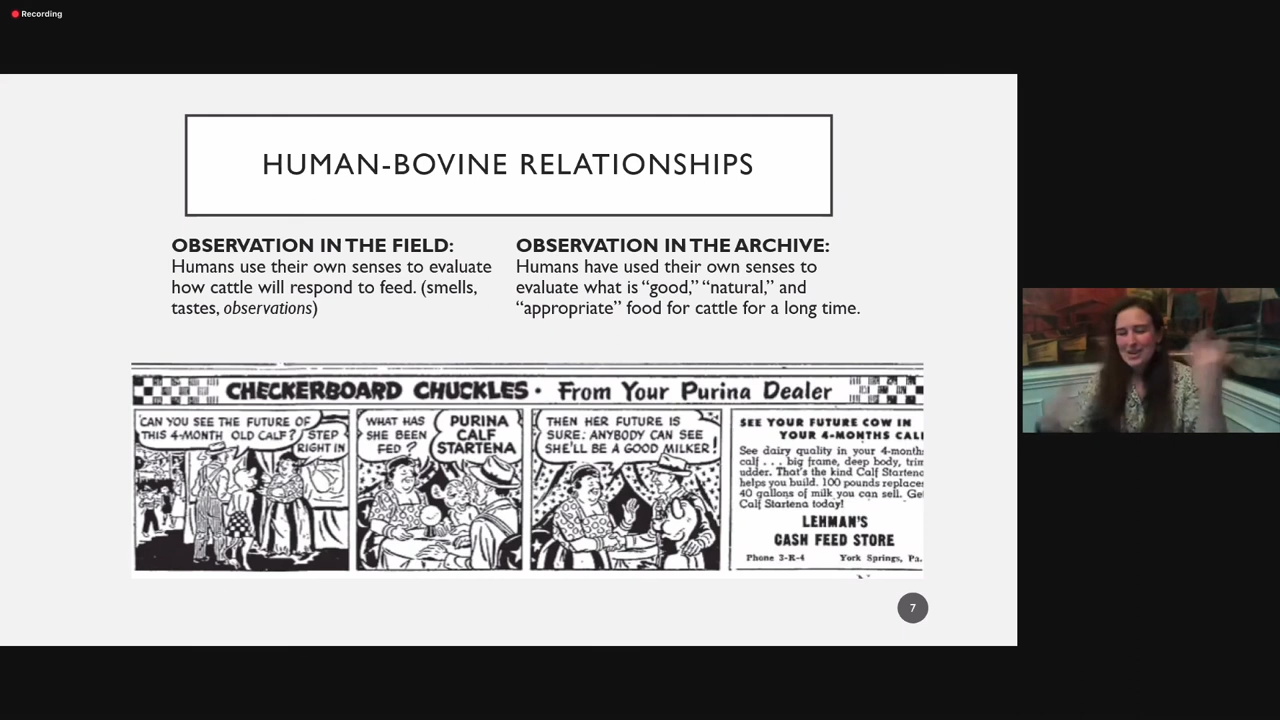 Recording
HUMAN-BOVINE RELATIONSHIPS
OBSERVATION IN THE FIELD:
Humans use their own senses to evaluate
how cattle will respond to feed. (smells,
tastes, observations)
OBSERVATION IN THE ARCHIVE:
Humans have used their own senses to
evaluate what is “good,” “natural,” and
“appropriate” food for cattle for a long time.
CHECKERBOARD CHUCKLES · From Your Purina Dealer
CAN YOU SEE THE FUTURE OF
THIS 4-MONTH OLD CALF?
STEP
RIGHT IN
WHAT HAS
SHE BEEN
FED?
PURINA
CALF
STARTENA
THEN HER FUTURE IS
SURE: ANYBODY CAN SEE
SHE'LL BE A GOOD MILKER!
SEE YOUR FUTURE COW IN
YOUR 4-MONTHS CAL
See dairy quality in your 4-months
calf . . . big frame, deep body, trim
udder. That's the kind Calf Startena
helps you build. 100 pounds replaces
40 gallons of milk you can sell. Ge
Calf Startena today!
LEHMAN'S
CASH FEED STORE
Phone 3-R-4 York Springs, Pa.
7